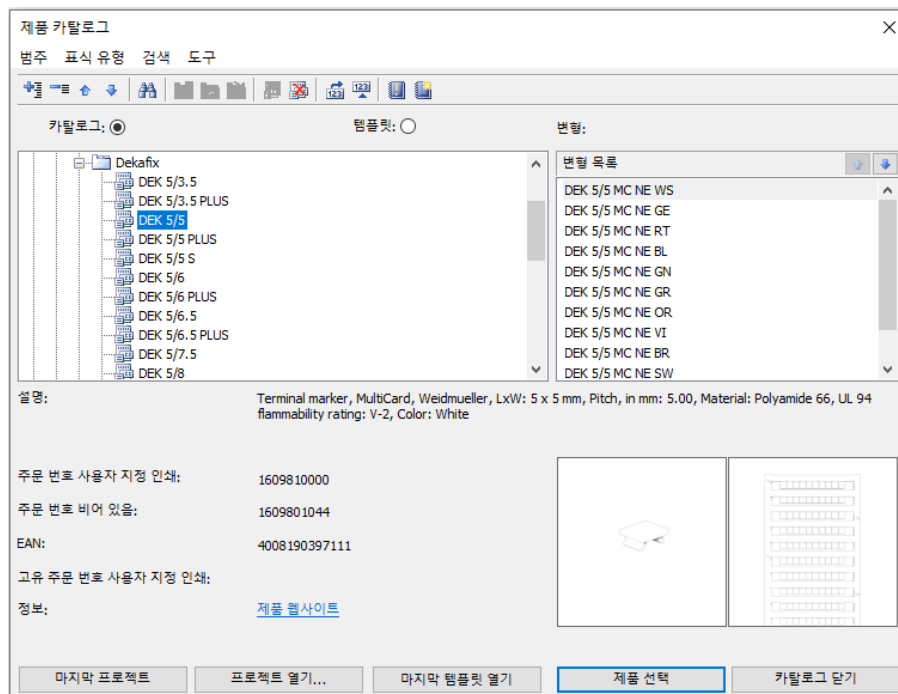 제품 카탈로그
범주 표식 유형 검색 도구
카탈로그: 템플릿: 변형:
Dekafix
DEK 5/3.5
DEK 5/3.5 PLUS
DEK 5/5
DEK 5/5 PLUS
DEK 5/5 S
DEK 5/6
DEK 5/6 PLUS
DEK 5/6.5
DEK 5/6.5 PLUS
DEK 5/7.5
DEK 5/8
변형 목록
DEK 5/5 MC NE WS
DEK 5/5 MC NE GE
DEK 5/5 MC NE RT
DEK 5/5 MC NE BL
DEK 5/5 MC NE GN
DEK 5/5 MC NE GR
DEK 5/5 MC NE OR
DEK 5/5 MC NE VI
DEK 5/5 MC NE BR
DEK 5/5 MC NE SW
설명: Terminal marker, MultiCard, Weidmueller, LxW: 5 x 5 mm, Pitch, in mm: 5.00, Material: Polyamide 66, UL 94
flammability rating: V-2, Color: White
주문 번호 사용자 지정 인쇄: 1609810000
주문 번호 비어 있음: 1609801044
EAN: 4008190397111
고유 주문 번호 사용자 지정 인쇄:
정보: 제품 웹사이트
마지막 프로젝트 프로젝트 열기... 마지막 템플릿 열기 제품 선택 카탈로그 닫기